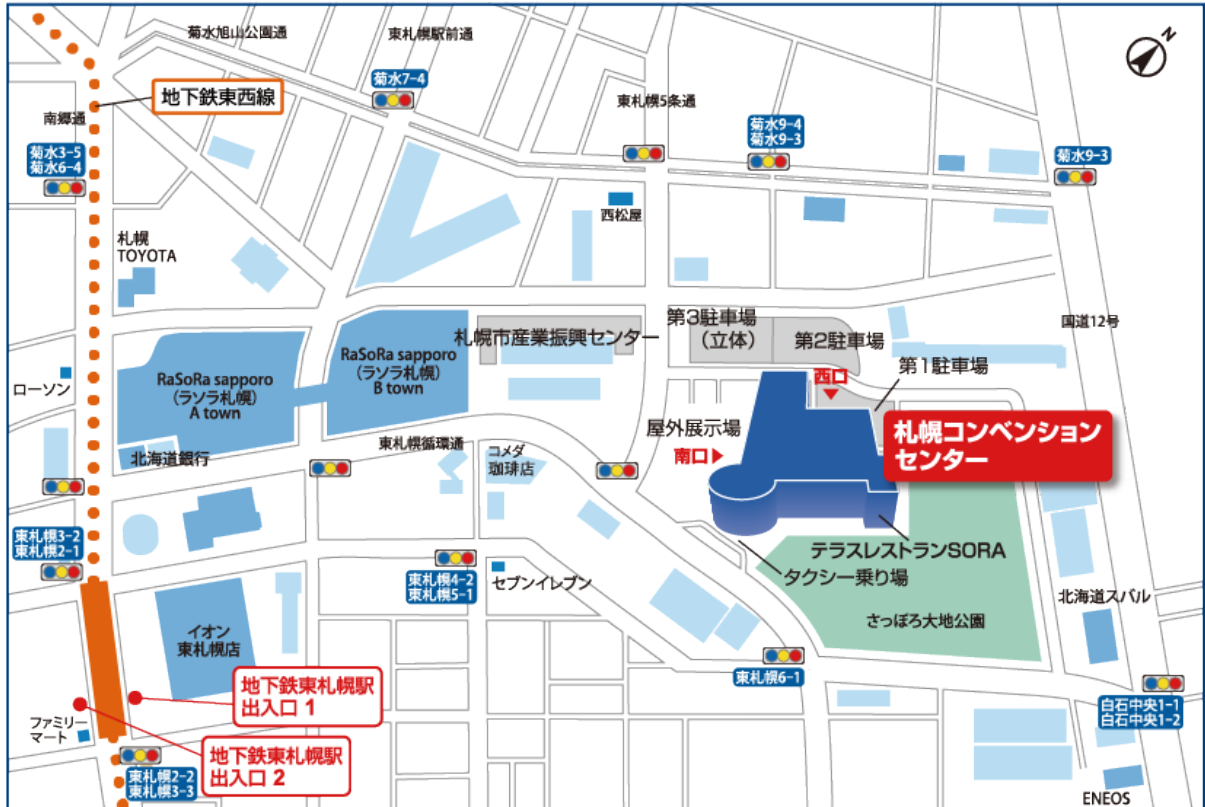 菊水旭山公園通
東札幌駅前通
N
菊水7-4
地下鉄東西線
東札幌5条通
南郷通
菊水9-4
菊水9-3
菊水3-5
菊水6-4
菊水9-3
西松屋
札幌
TOYOTA
国道12号
第3駐車場
(立体)
札幌市産業振興センター
第2駐車場
RaSoRa sapporo
(ラソラ札幌)
B town
第1駐車場
西口
RaSoRa sapporo
(ラソラ札幌)
A town
ローソン
札幌コンベンション
センター
屋外展示場
南口
東札幌循環通
コメダ
珈琲店
北海道銀行
東札幌3-2
東札幌2-1
テラスレストランSORA
タクシー乗り場
東札幌4-2
東札幌5-1
セブンイレブン
北海道スバル
さっぽろ大地公園
イオン
東札幌店
東札幌6-1
地下鉄東札幌駅
出入口 1
白石中央1-1
白石中央1-2
ファミリー
マート
地下鉄東札幌駅
出入口 2
東札幌2-2
東札幌3-3
ENEOS